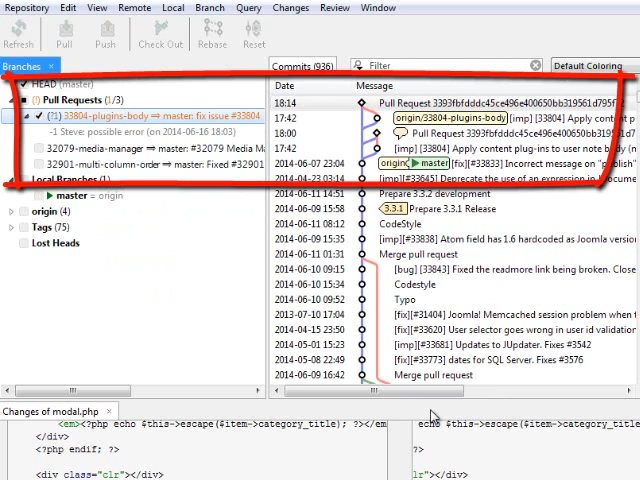 Repository Edit View Remote Local Branch Query Changes Review Window
Refresh Pull Push Check Out Rebase Reset
Branches × Commits (936) Filter Default Coloring
HEAD (master) Date Message
Pull Requests (1/3) 18:14 Pull Request 3393fbfdddc45ce496e400650bb319561d795f72
(?1) 33804-plugins-body ⟹ master: fix issue #33804 17:42 origin/33804-plugins-body [imp] [33804] Apply conten
-1 Steve: possible error (on 2014-06-16 18:03) 18:00 Pull Request 3393fbfdddc45ce496e400650bb3
32079-media-manager ⟹ master: #32079 Media Ma 17:42 [imp] [33804] Apply content plug-ins to user note body (m
32901-multi-column-order ⟹ master: Fixed #32901 2014-06-07 23:04 origin master [fix][#33833] Incorrect message on "publish"
Local Branches 2014-04-23 03:14 [imp][#33645] Deprecate the use of an expression in
master = origin 2014-06-11 14:51 Prepare 3.3.2 development
origin (4) 2014-06-09 15:58 3.3.1 Prepare 3.3.1 Release
Tags (75) 2014-06-11 08:12 CodeStyle
Lost Heads 2014-06-09 15:35 [imp][#33838] Atom field has 1.6 hardcoded as Joomla version
2014-06-11 01:31 Merge pull request
2014-06-10 09:15 [bug] [33843] Fixed the readmore link being broken. Close
2014-06-10 15:34 Codestyle
2014-06-10 09:52 Typo
2013-07-10 17:04 [fix][#31404] Joomla! Memcached session problem when t
2014-04-15 23:50 [fix][#33620] User selector goes wrong in user id validation
2014-05-01 15:23 [imp][#33681] Updates to JUpdater. Fixes #3542
2014-05-08 22:49 [fix][#33773] dates for SQL Server. Fixes #3576
2014-06-09 16:42 Merge pull request
Changes of modal.php ×
<em><?php echo $this->escape($item->category_title); ?></em echo $this->escape($item->category_title
</div>
<?php endif; ?> ?>
<div class="clr"></div> lr"></div>